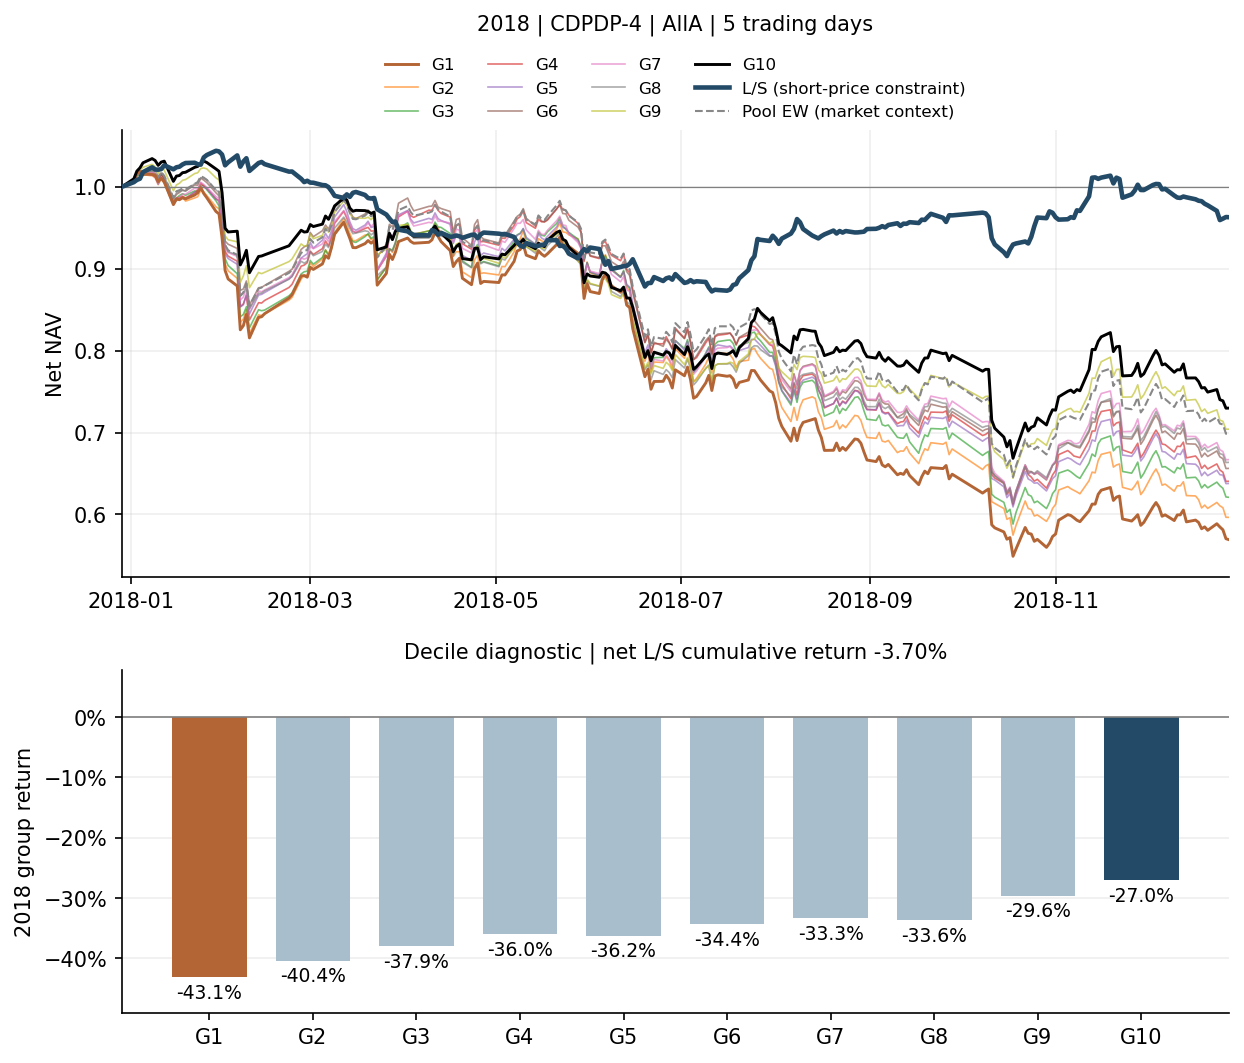 2018 | CDPDP-4 | AllA | 5 trading days
G1 G4 G7 G10
G2 G5 G8 L/S (short-price constraint)
G3 G6 G9 Pool EW (market context)
Net NAV
1.0
0.9
0.8
0.7
0.6
2018-01 2018-03 2018-05 2018-07 2018-09 2018-11
Decile diagnostic | net L/S cumulative return -3.70%
2018 group return
0%
−10%
−20%
−30%
−40%
-43.1% -40.4% -37.9% -36.0% -36.2% -34.4% -33.3% -33.6% -29.6% -27.0%
G1 G2 G3 G4 G5 G6 G7 G8 G9 G10